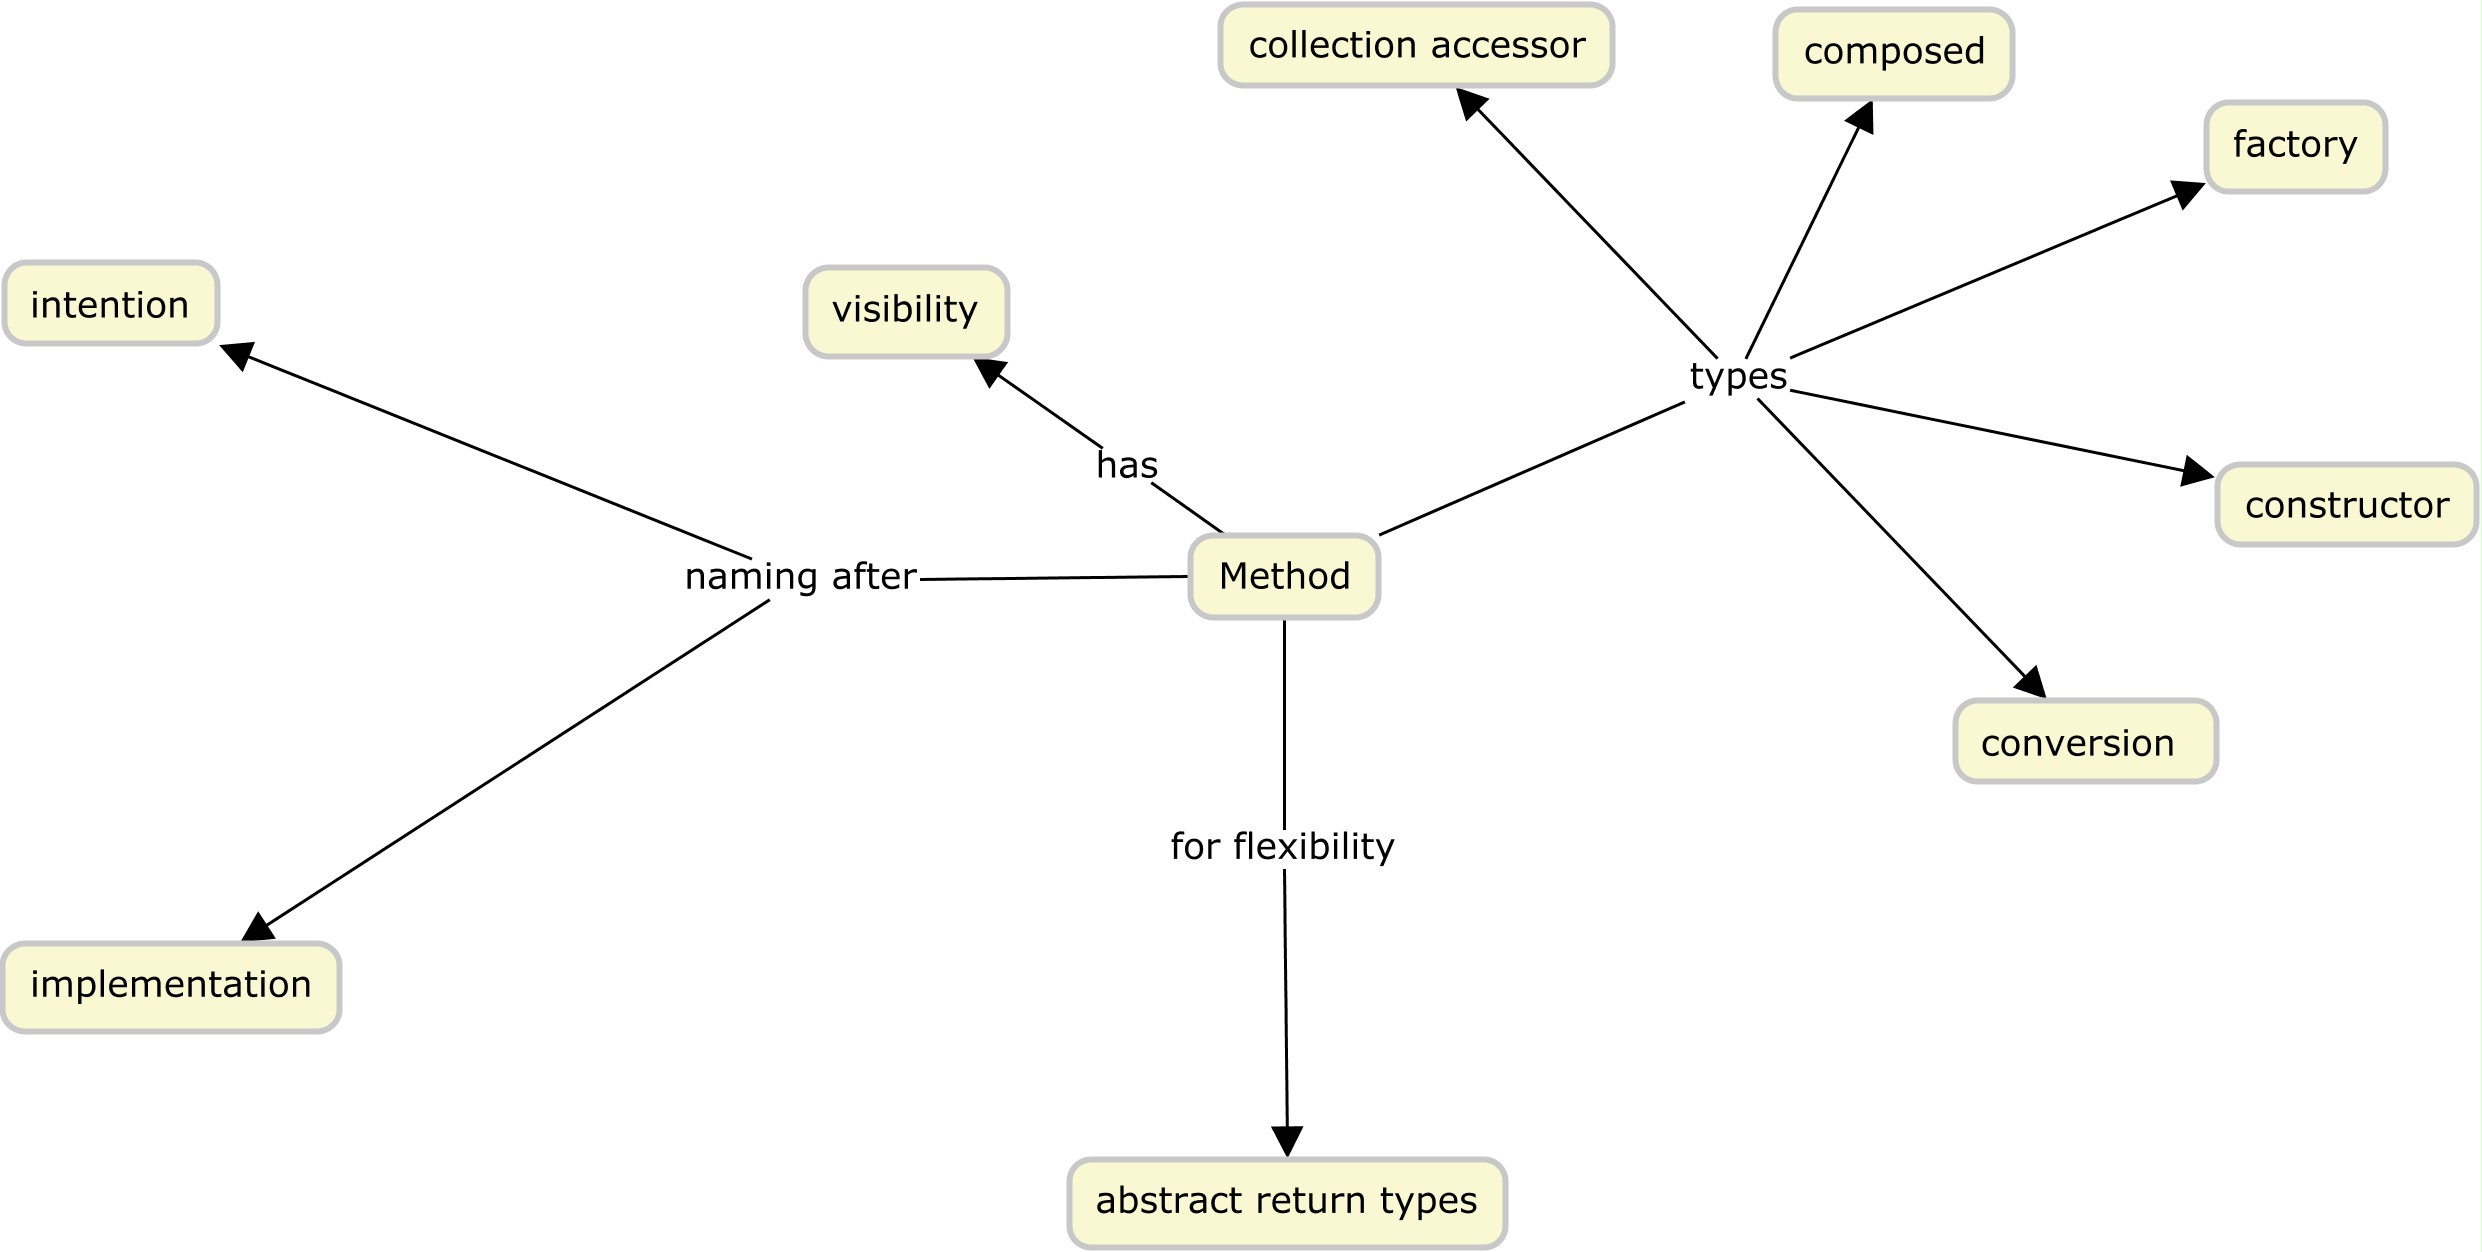 collection accessor
composed
factory
intention
visibility
types
has
constructor
naming after
Method
conversion
for flexibility
implementation
abstract return types